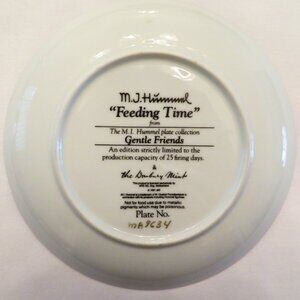 M.J.Hummel
"Feeding Time"
from
The M.I. Hummel plate collection
Gentle Friends
An edition strictly limited to the
production capacity of 25 firing days.
&
the Danbury Mint
Not for food use due to metallic
pigments which may be poisonous.
Plate No.